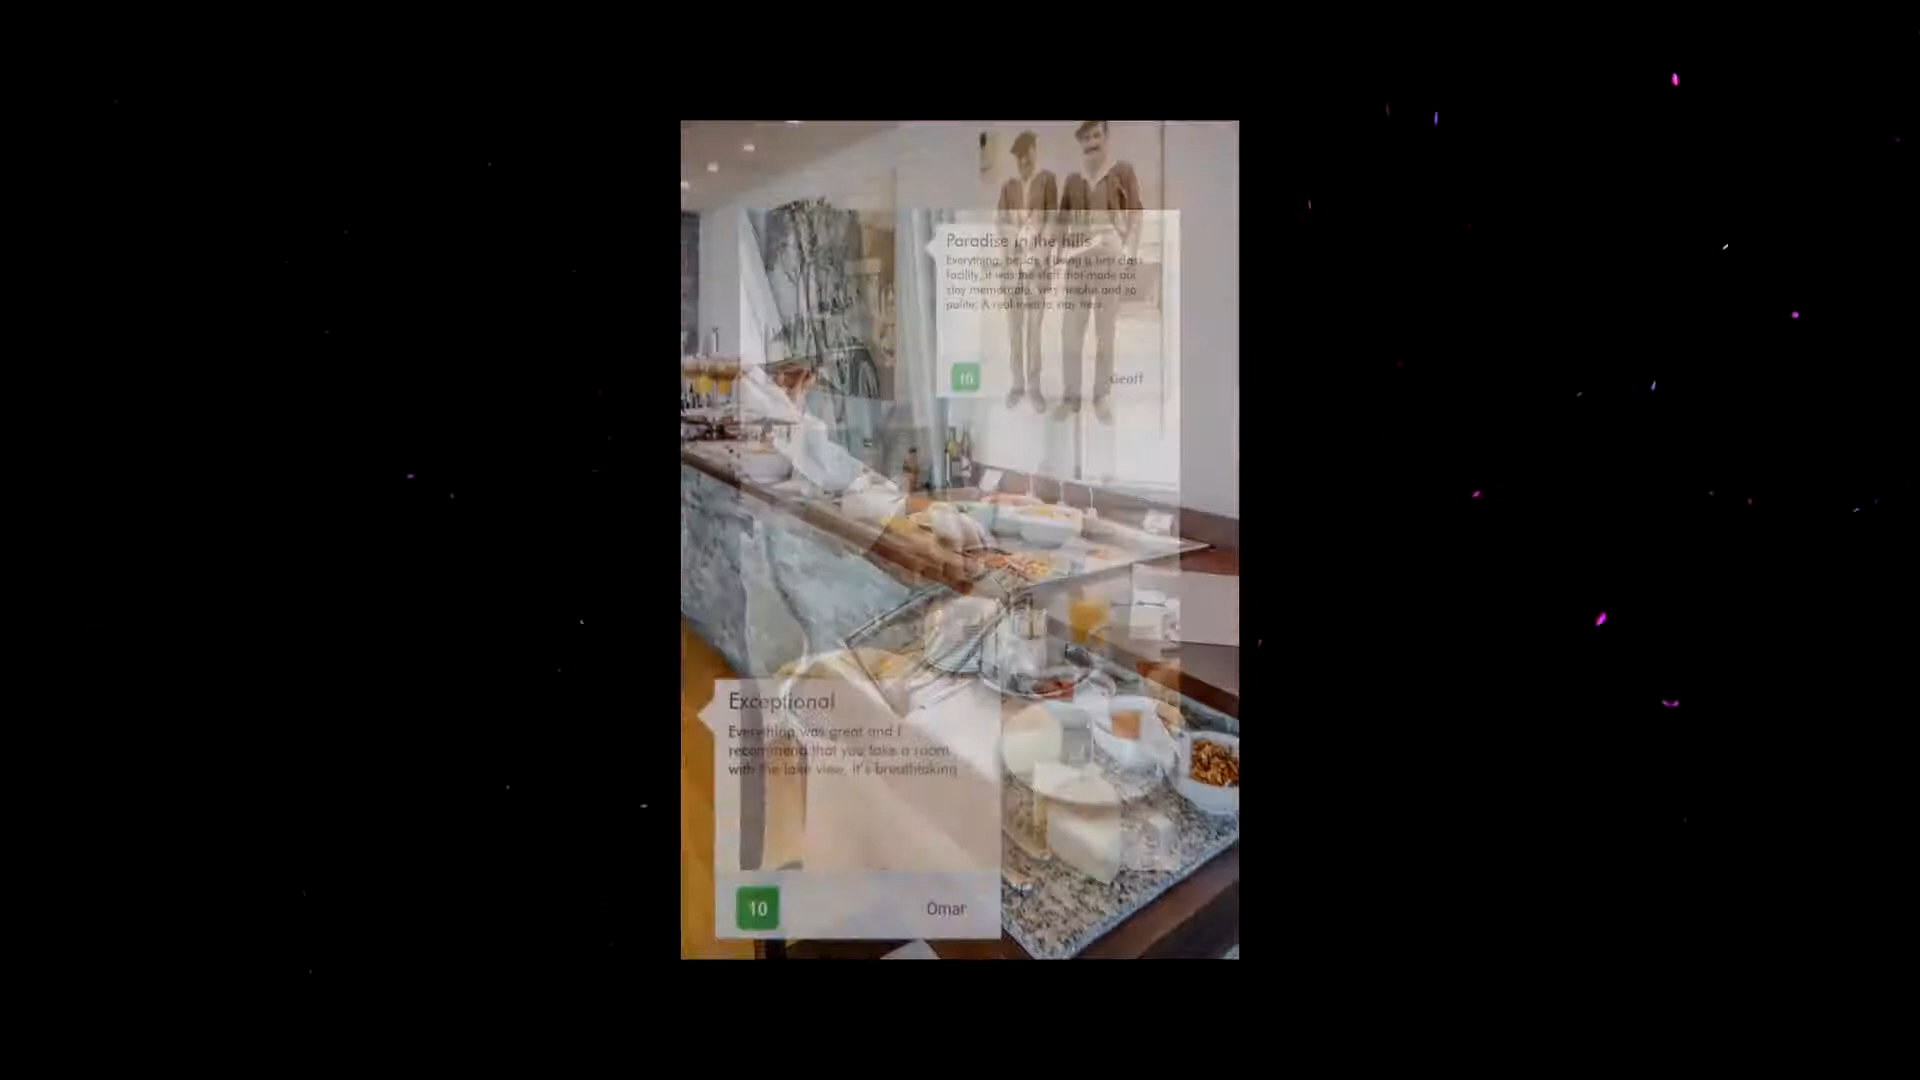 Paradise in the hills
Everything, beside it being a first class
facility, it was the staff that made our
stay memorable. Very helpful and so
polite. A real treat to stay here.
10
Geoff
Exceptional
Everything was great and I
recommend that you take a room
with the lake view, it's breathtaking
10
Omar